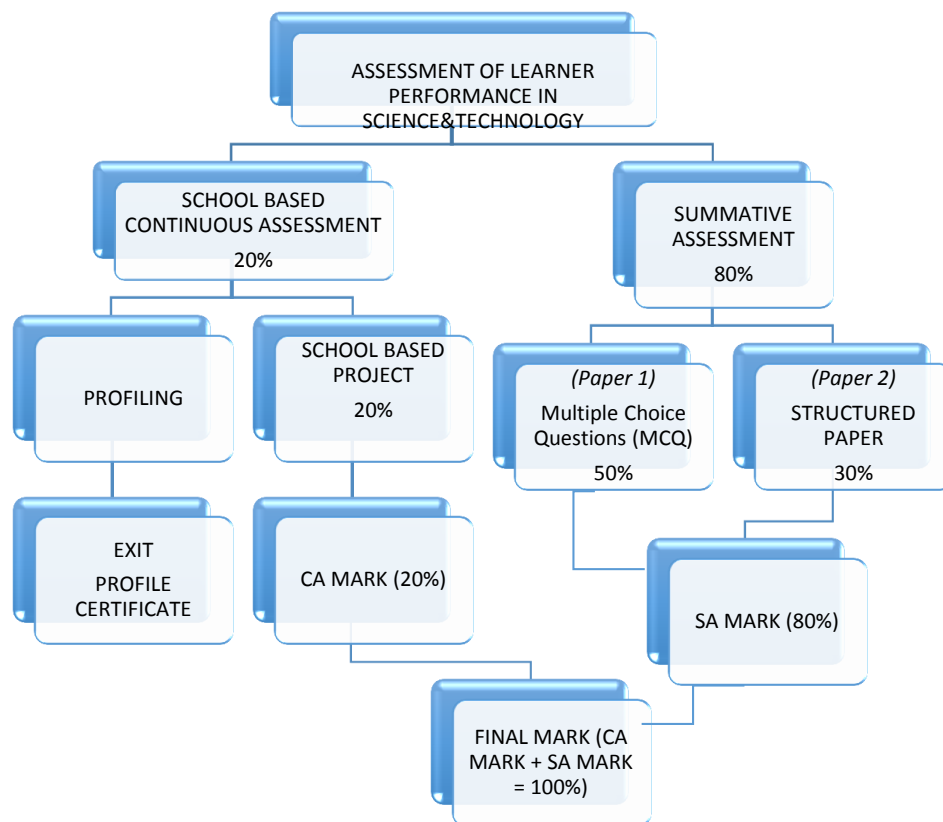 ASSESSMENT OF LEARNER
PERFORMANCE IN
SCIENCE&TECHNOLOGY
SCHOOL BASED
CONTINUOUS ASSESSMENT
20%
SUMMATIVE
ASSESSMENT
80%
PROFILING
SCHOOL BASED
PROJECT
20%
(Paper 1)
Multiple Choice
Questions (MCQ)
50%
(Paper 2)
STRUCTURED
PAPER
30%
EXIT
PROFILE
CERTIFICATE
CA MARK (20%)
SA MARK (80%)
FINAL MARK (CA
MARK + SA MARK
= 100%)